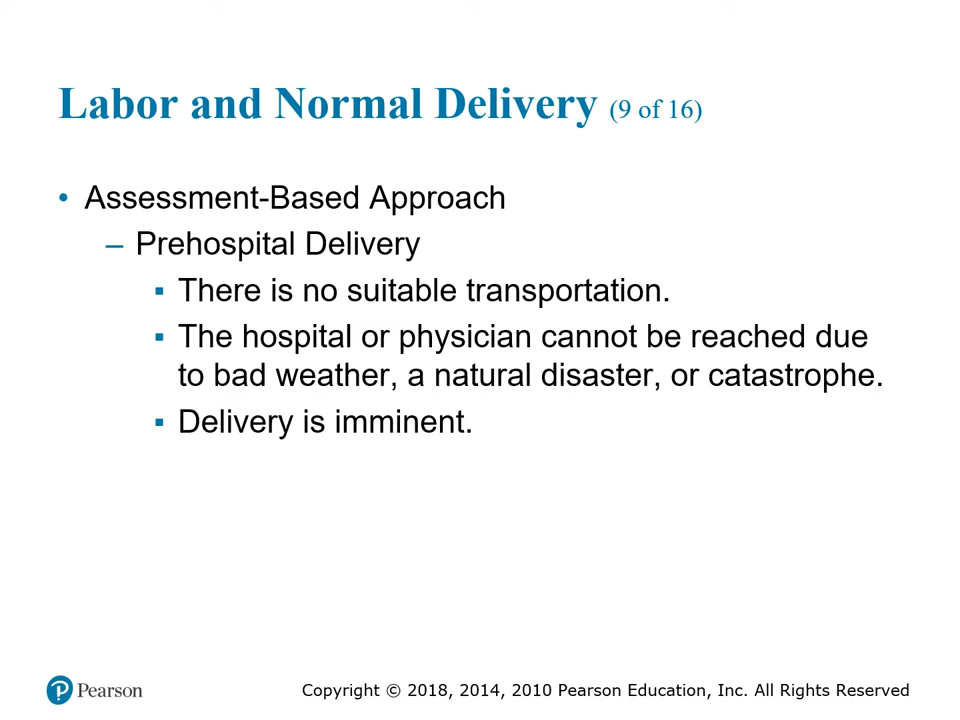 Labor and Normal Delivery (9 of 16)
• Assessment-Based Approach
– Prehospital Delivery
▪ There is no suitable transportation.
▪ The hospital or physician cannot be reached due
to bad weather, a natural disaster, or catastrophe.
▪ Delivery is imminent.
Pearson
Copyright © 2018, 2014, 2010 Pearson Education, Inc. All Rights Reserved